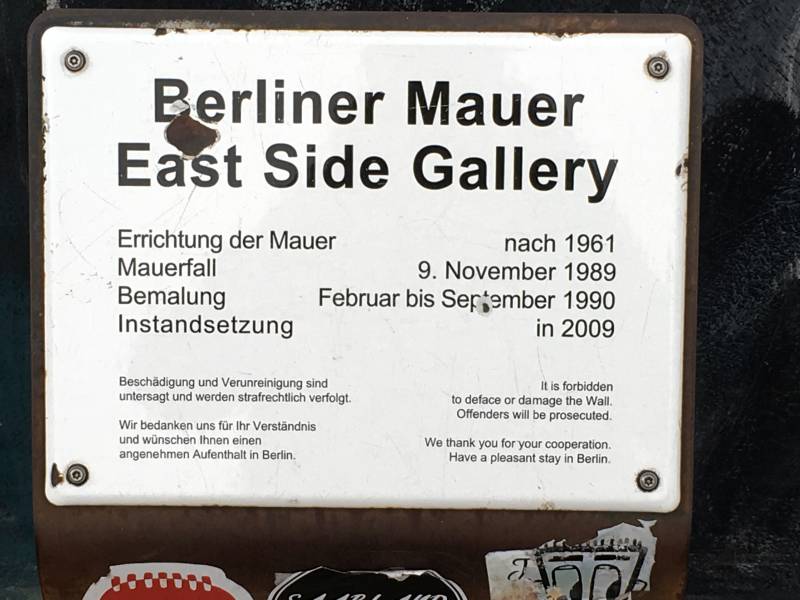 Berliner Mauer
East Side Gallery
Errichtung der Mauer nach 1961
Mauerfall 9. November 1989
Bemalung Februar bis September 1990
Instandsetzung in 2009
Beschädigung und Verunreinigung sind
untersagt und werden strafrechtlich verfolgt.
Wir bedanken uns für Ihr Verständnis
und wünschen Ihnen einen
angenehmen Aufenthalt in Berlin.
It is forbidden
to deface or damage the Wall.
Offenders will be prosecuted.
We thank you for your cooperation.
Have a pleasant stay in Berlin.